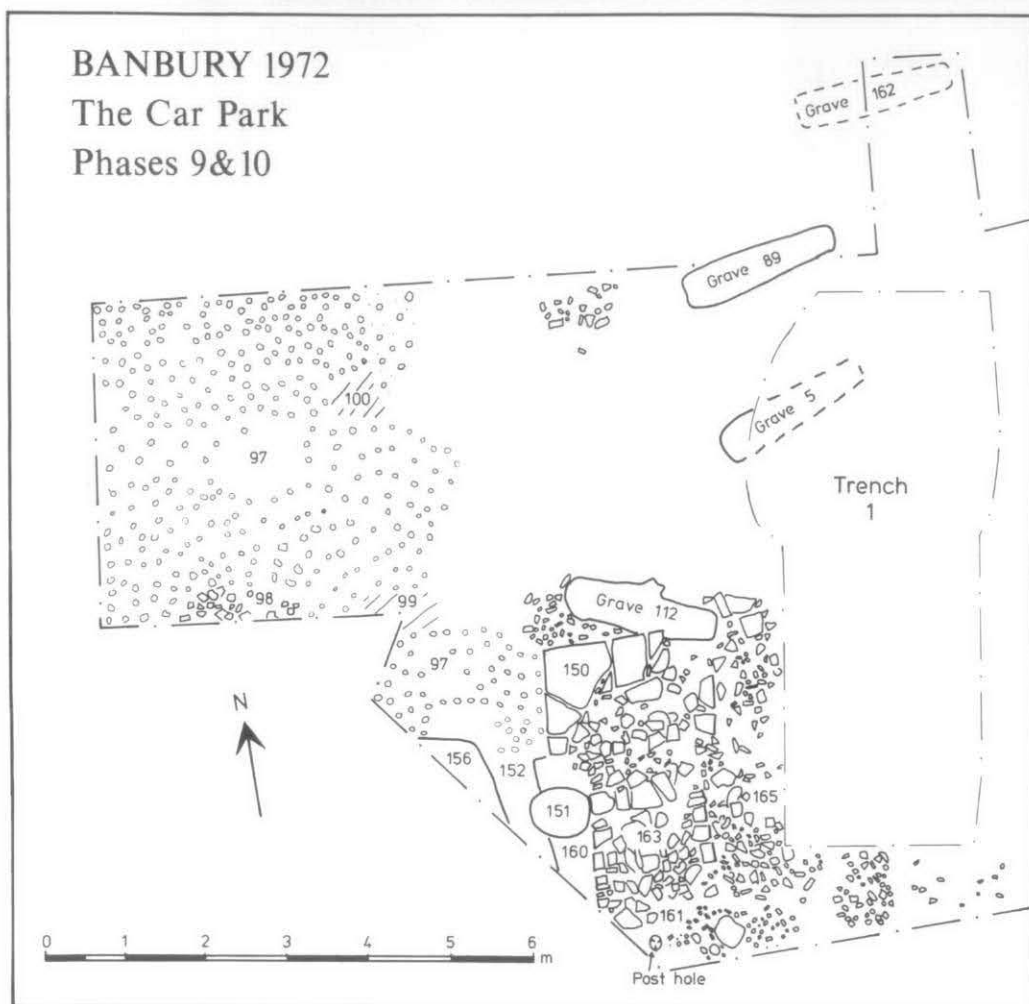 BANBURY 1972
The Car Park
Phases 9&10
Grave 162
Grave 89
100
Grave 5
97
Trench
1
98
99
Grave 112
97
150
N
156
152
151
165
163
160
161
0 1 2 3 4 5 6
m
Post hole